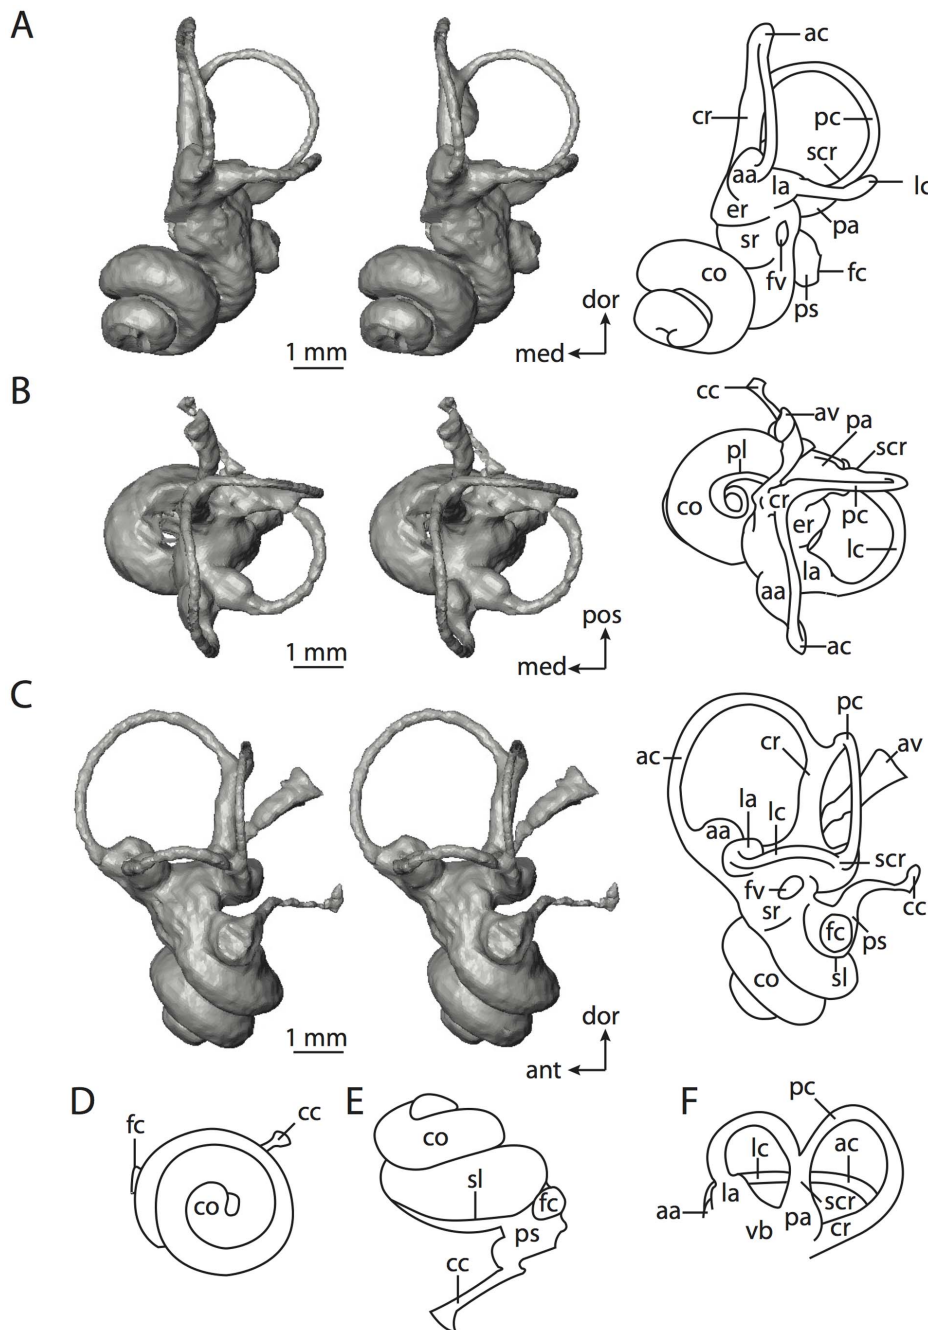 A
ac
cr
pc
scr
aa
la
lc
er
pa
sr
co
fv
fc
ps
dor
med
1 mm
B
cc
av
pa
scr
pl
co
cr
pc
er
lc
la
aa
ac
pos
med
1 mm
C
pc
av
ac
cr
la
lc
aa
scr
fv
sr
cc
fc
ps
co
sl
dor
ant
1 mm
D
fc
cc
co
E
co
sl
fc
ps
cc
F
pc
lc
ac
la
scr
aa
pa
vb
cr